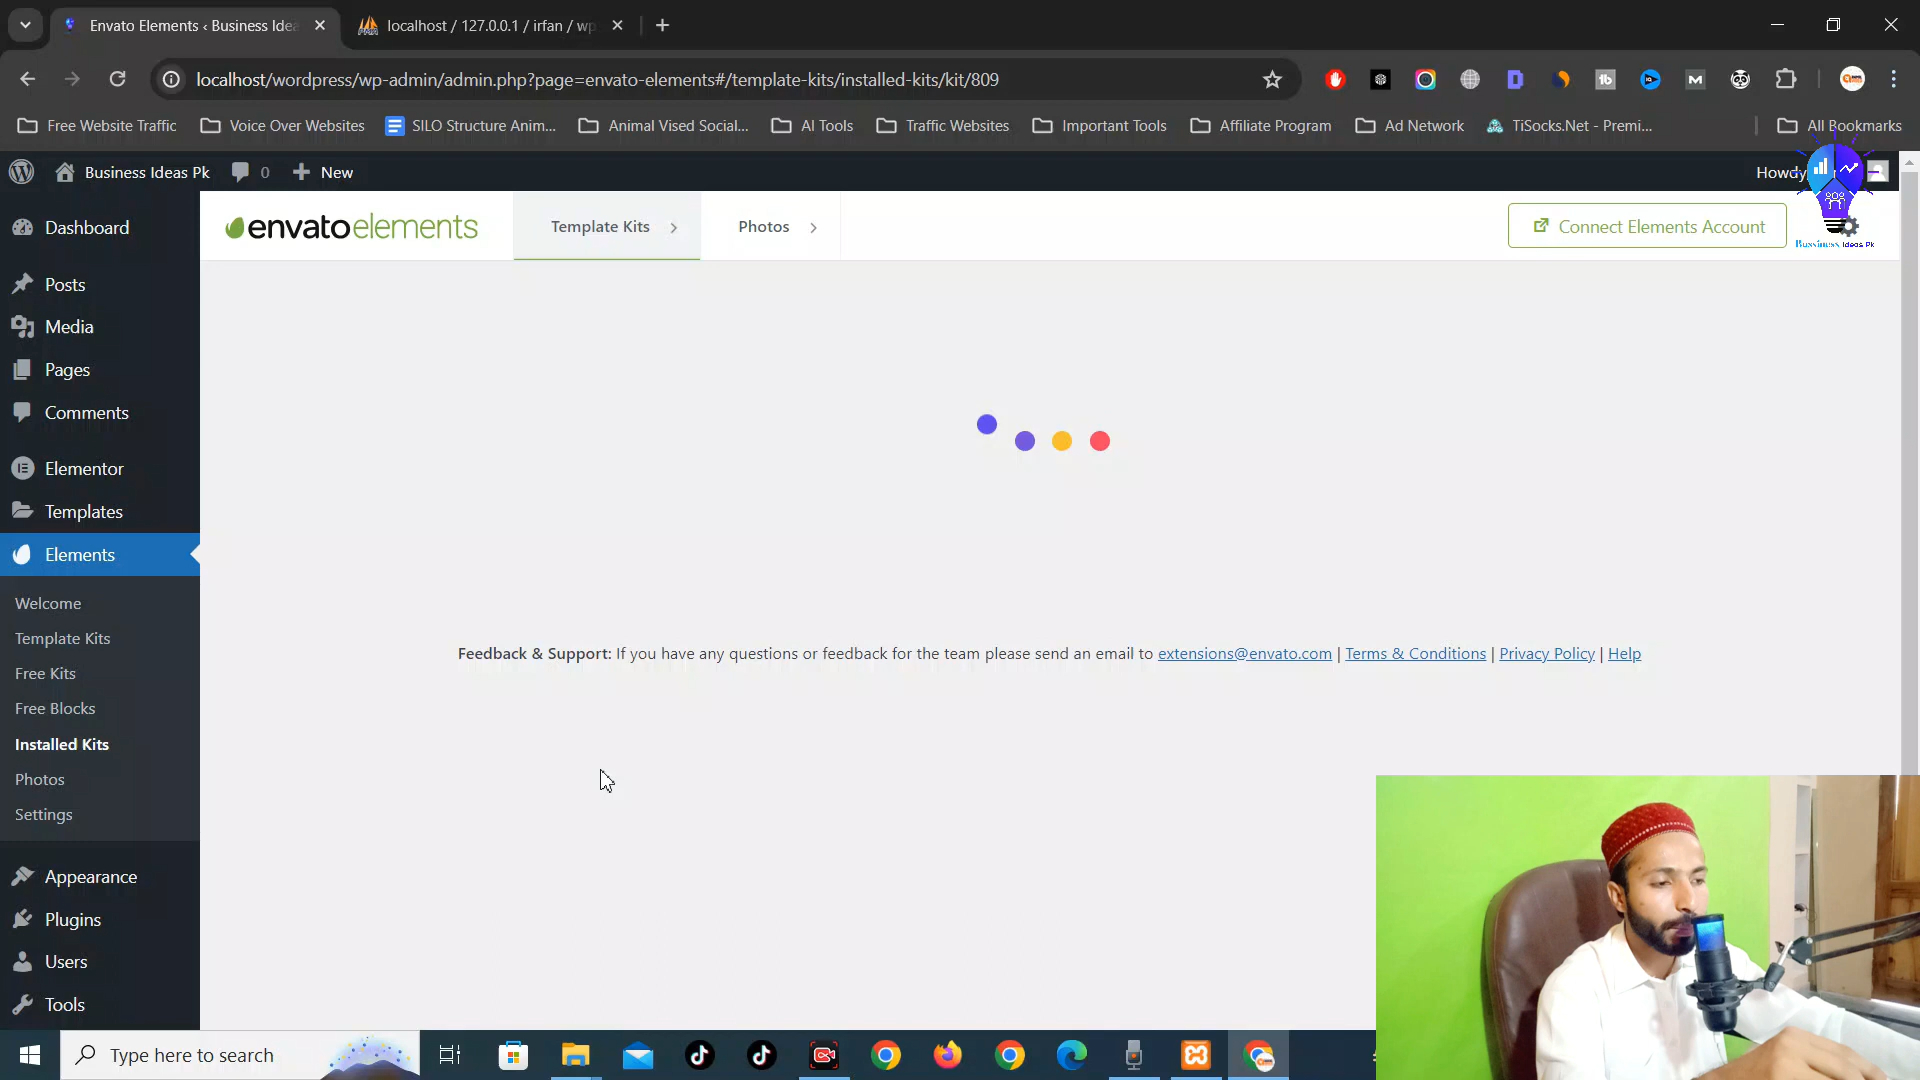 Envato Elements ‹ Business Idea
localhost / 127.0.0.1 / irfan / wp
localhost/wordpress/wp-admin/admin.php?page=envato-elements#/template-kits/installed-kits/kit/809
Free Website Traffic
Voice Over Websites
SILO Structure Anim...
Animal Vised Social...
AI Tools
Traffic Websites
Important Tools
Affiliate Program
Ad Network
TiSocks.Net - Premi...
All Bookmarks
Business Ideas Pk
0
New
Howdy
Bussiness Ideas Pk
envatoelements
Template Kits
Photos
Connect Elements Account
Dashboard
Posts
Media
Pages
Comments
Elementor
Templates
Elements
Welcome
Template Kits
Free Kits
Free Blocks
Installed Kits
Photos
Settings
Appearance
Plugins
Users
Tools
Feedback & Support: If you have any questions or feedback for the team please send an email to extensions@envato.com | Terms & Conditions | Privacy Policy | Help
Type here to search